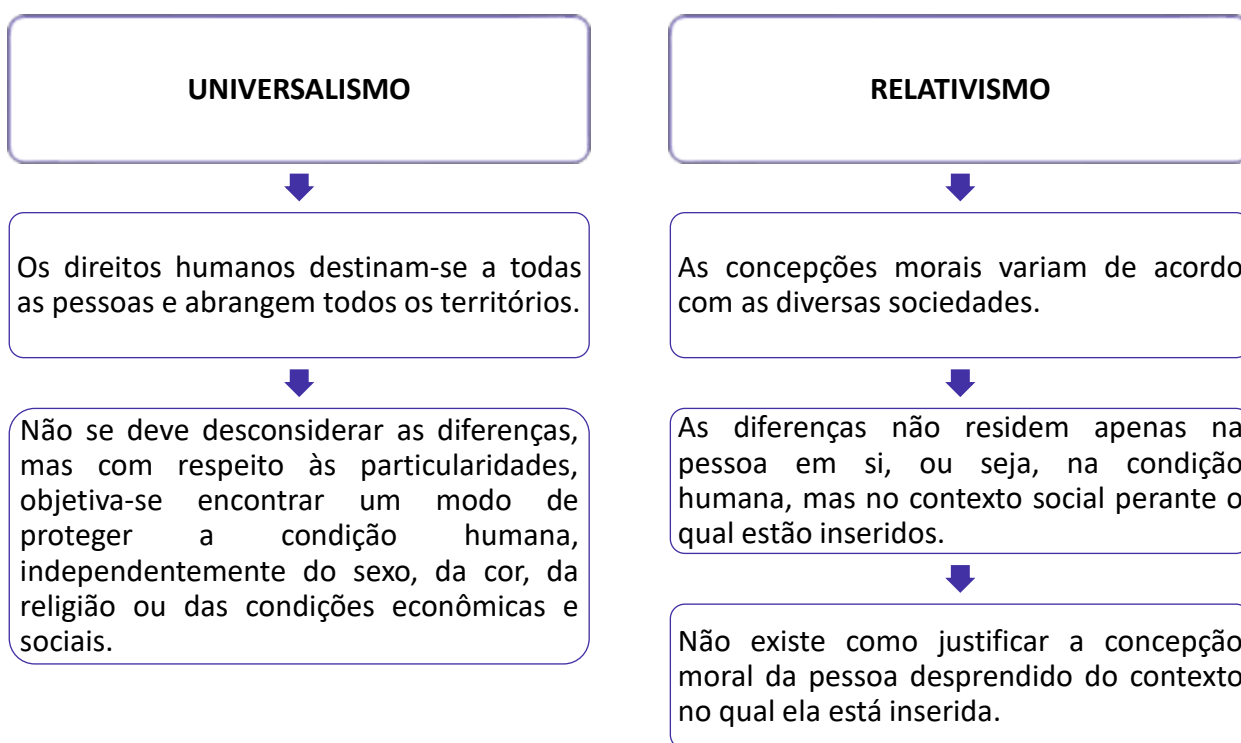 UNIVERSALISMO
Os direitos humanos destinam-se a todas
as pessoas e abrangem todos os territórios.
Não se deve desconsiderar as diferenças,
mas com respeito às particularidades,
objetiva-se encontrar um modo de
proteger a condição humana,
independentemente do sexo, da cor, da
religião ou das condições econômicas e
sociais.
RELATIVISMO
As concepções morais variam de acordo
com as diversas sociedades.
As diferenças não residem apenas na
pessoa em si, ou seja, na condição
humana, mas no contexto social perante o
qual estão inseridos.
Não existe como justificar a concepção
moral da pessoa desprendido do contexto
no qual ela está inserida.